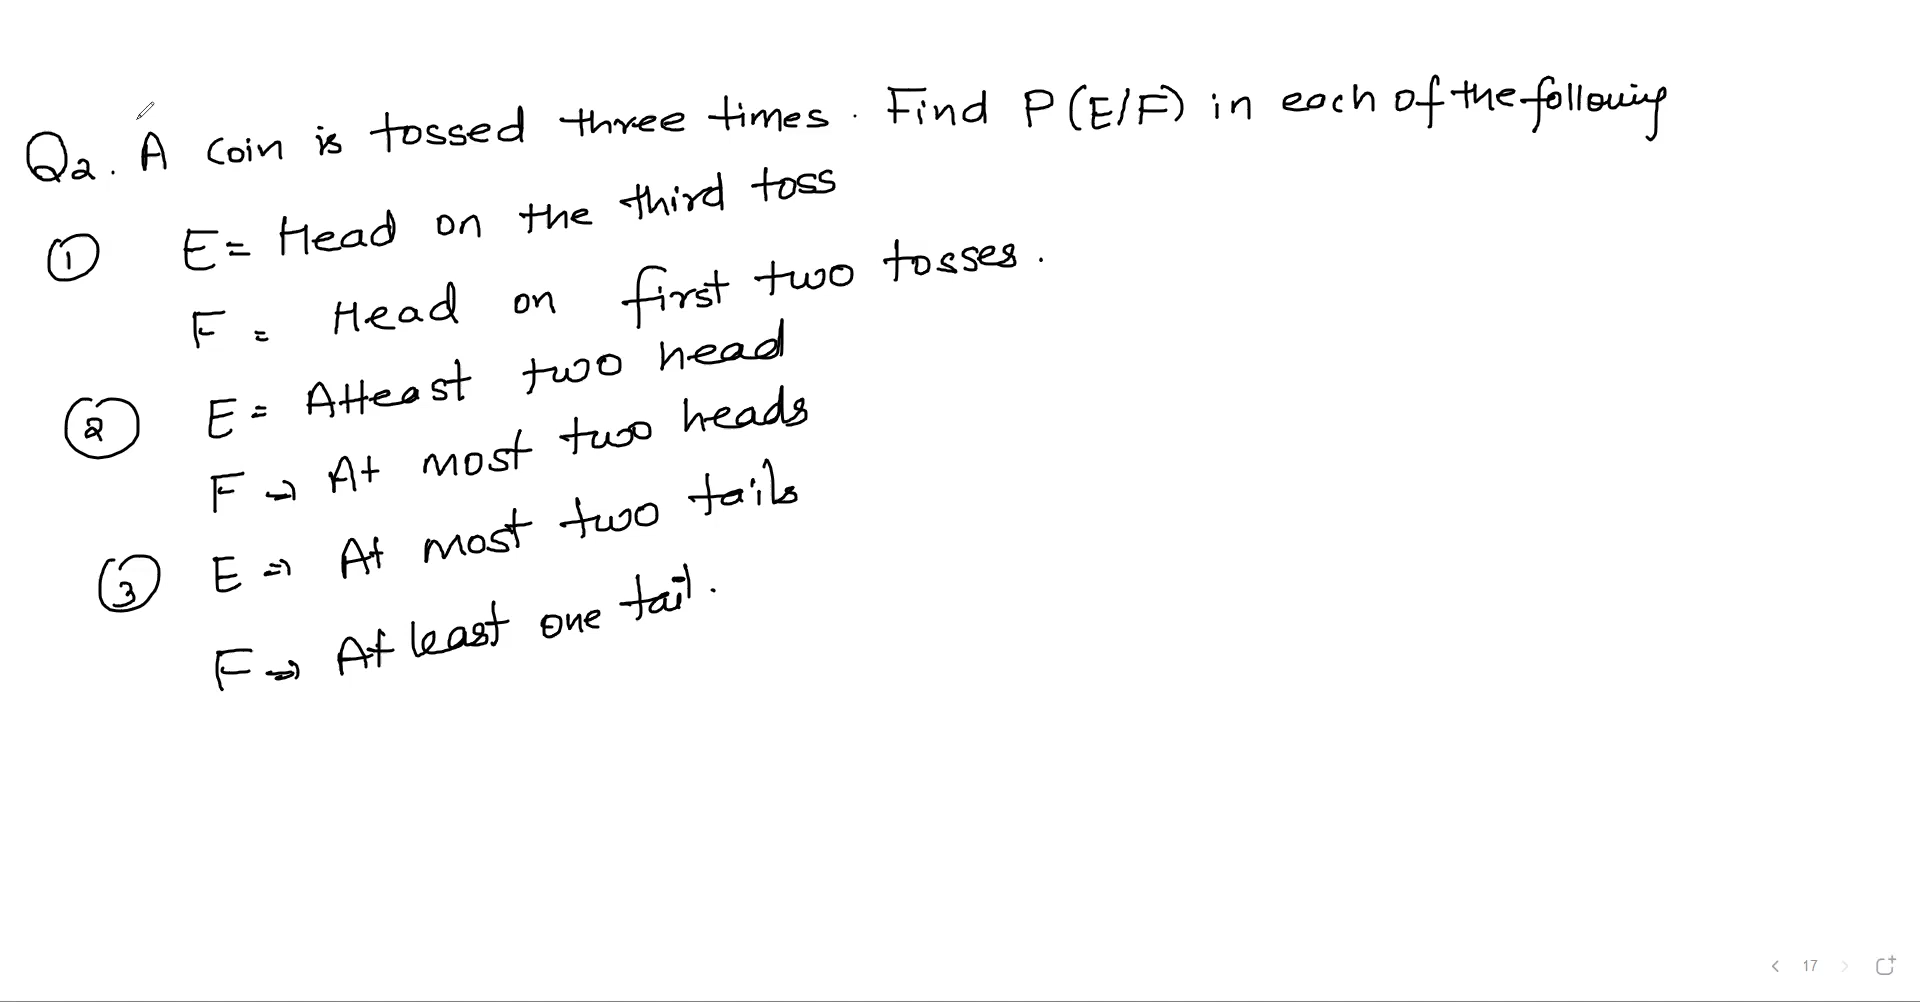 Q2. A coin is tossed three times. Find P(E/F) in each of the following
① E = Head on the third toss
F = Head on first two tosses.
② E = Atleast two head
F → At most two heads
③ E ⇒ At most two tails
F → At least one tail.
17